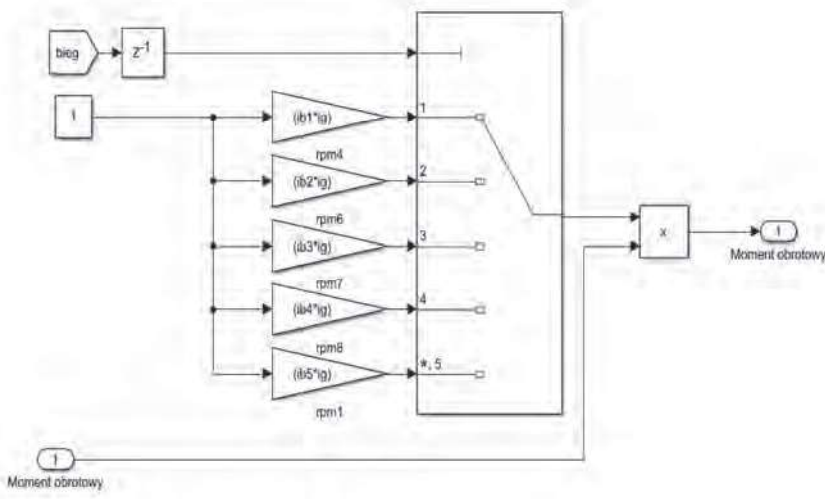 bieg
z-1
1
(ib1*ig)
1
rpm4
(ib2*ig)
2
rpm6
(ib3*ig)
3
rpm7
(ib4*ig)
4
rpm8
(ib5*ig)
*, 5
rpm1
x
1
Moment obrotowy
1
Moment obrotowy